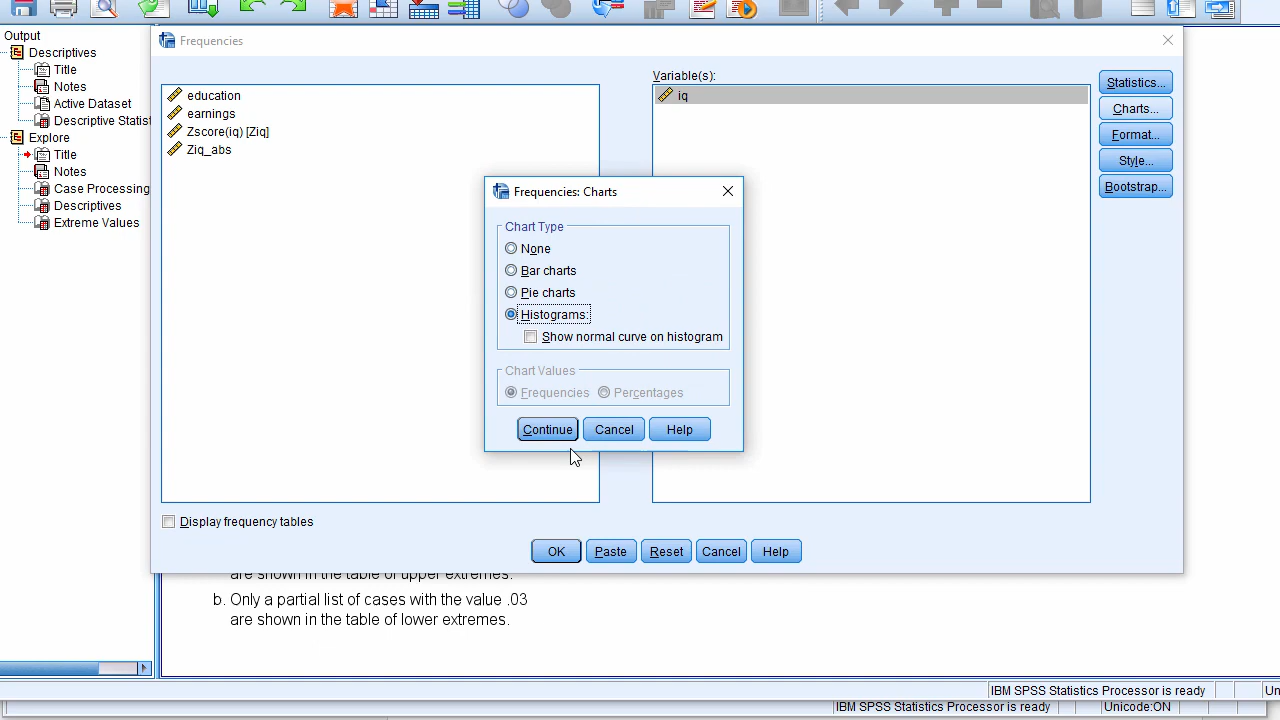 Output
Descriptives
Title
Notes
Active Dataset
Descriptive Statist
Explore
Title
Notes
Case Processing
Descriptives
Extreme Values
Frequencies
education
earnings
Zscore(iq) [Ziq]
Ziq_abs
Variable(s):
iq
Statistics...
Charts...
Format...
Style...
Bootstrap...
Frequencies: Charts
Chart Type
None
Bar charts
Pie charts
Histograms:
Show normal curve on histogram
Chart Values
Frequencies Percentages
Continue Cancel Help
Display frequency tables
OK Paste Reset Cancel Help
are shown in the table of upper extremes.
b. Only a partial list of cases with the value .03
are shown in the table of lower extremes.
IBM SPSS Statistics Processor is ready Un
IBM SPSS Statistics Processor is ready Unicode:ON